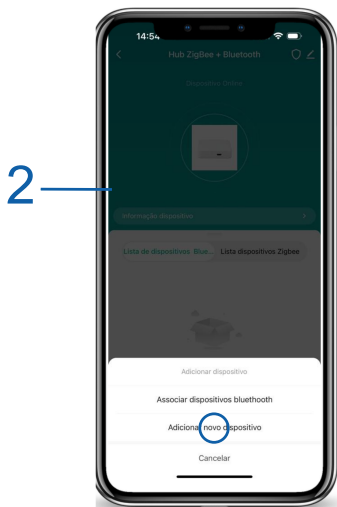 2
14:54
Hub ZigBee + Bluetooth
Dispositivo Online
Informação dispositivo
Lista de dispositivos: Blue... Lista dispositivos Zigbee
Adicionar dispositivo
Associar dispositivos bluethooth
Adicionar novo dispositivo
Cancelar